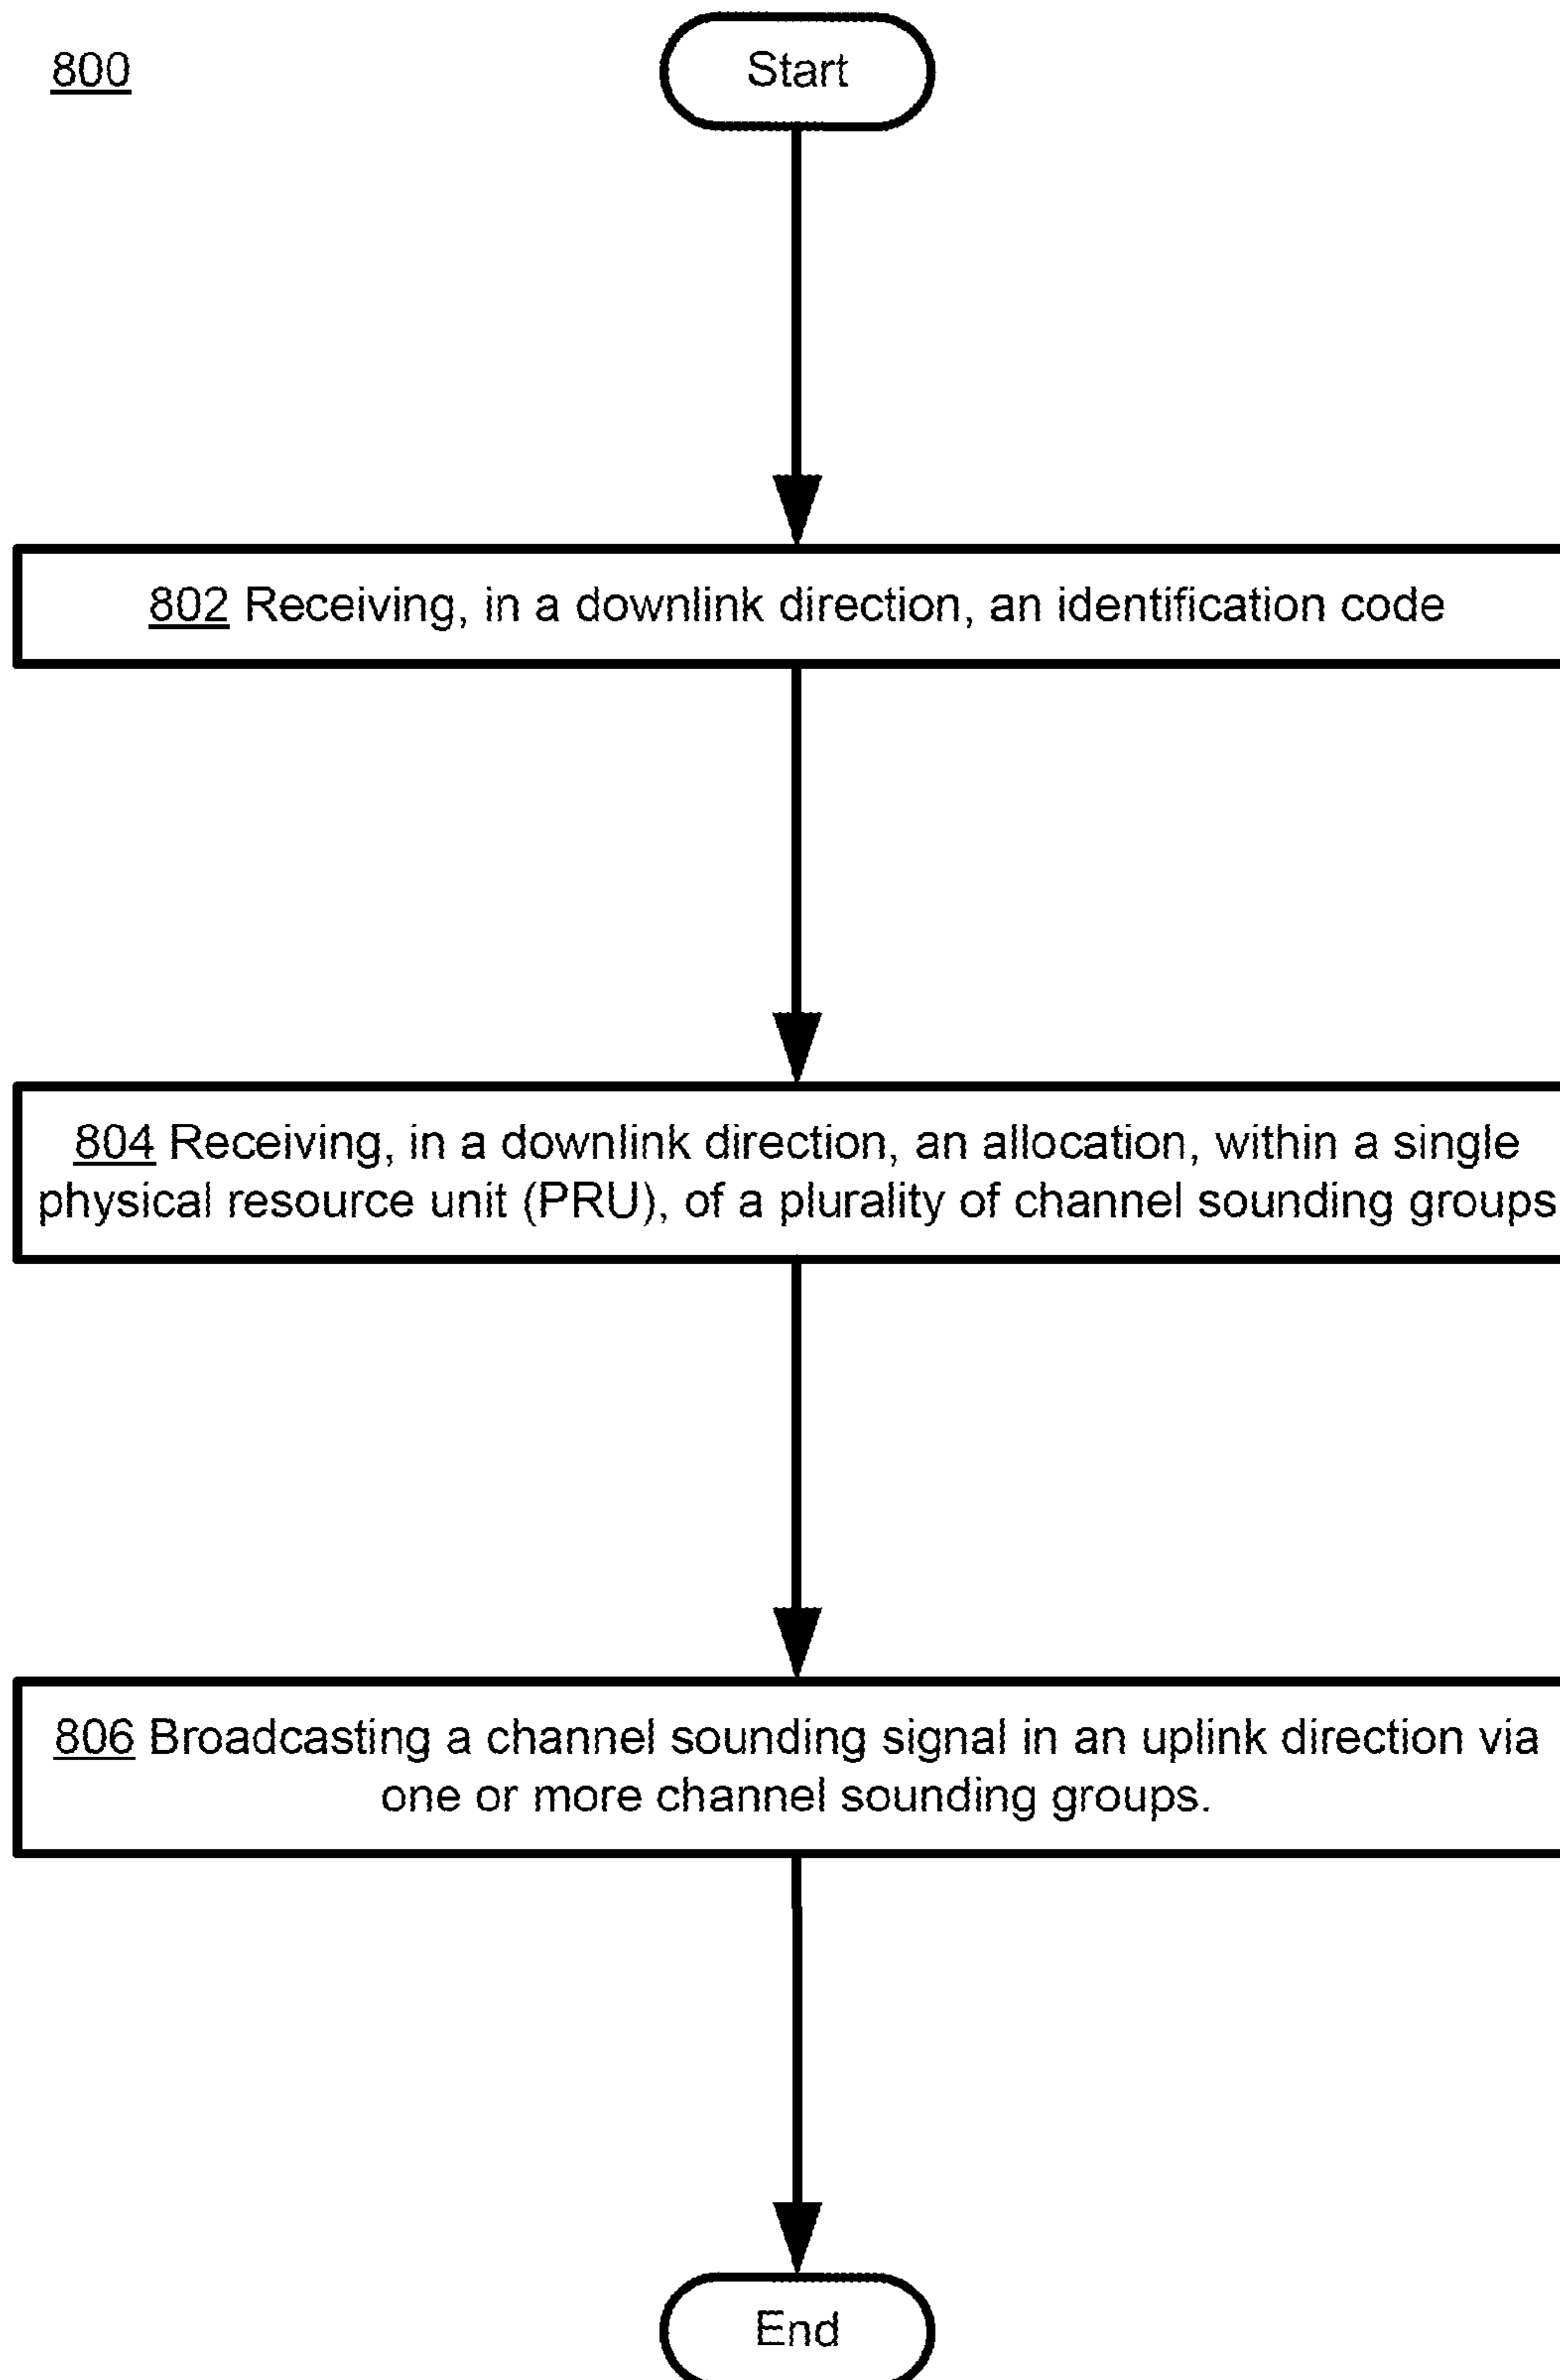 800
Start
802 Receiving, in a downlink direction, an identification code
804 Receiving, in a downlink direction, an allocation, within a single
physical resource unit (PRU), of a plurality of channel sounding groups
806 Broadcasting a channel sounding signal in an uplink direction via
one or more channel sounding groups.
End